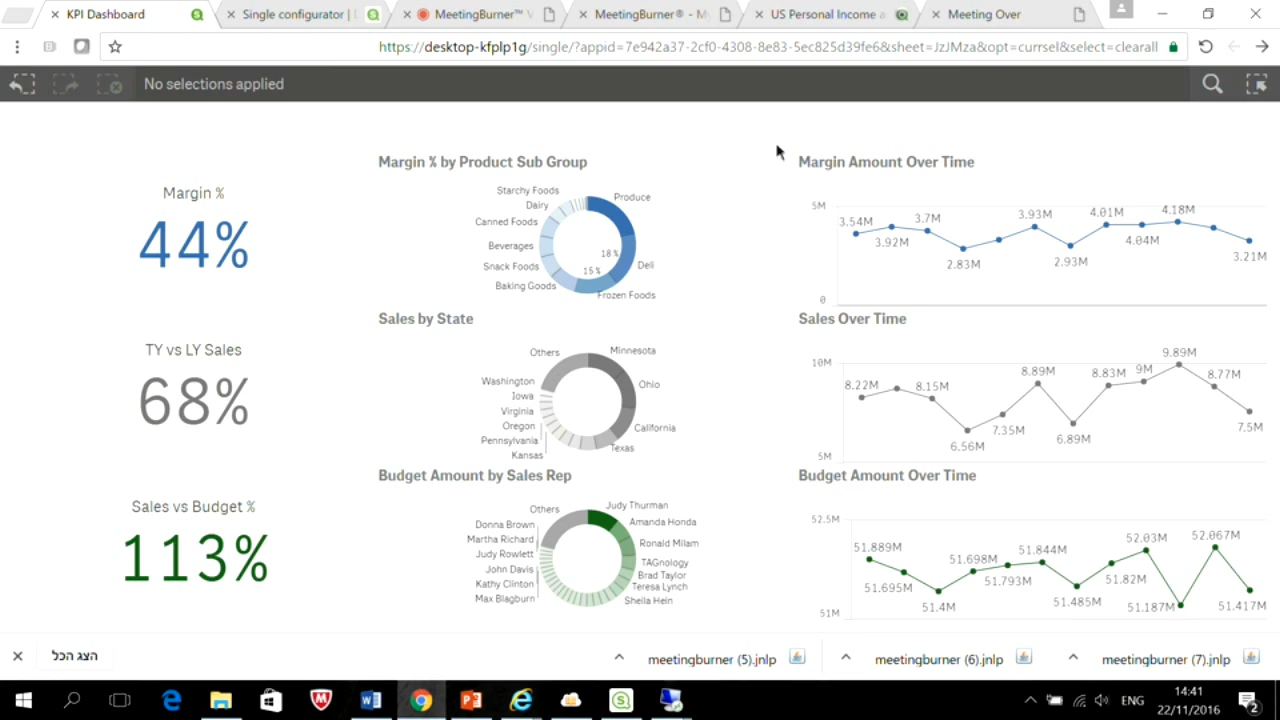 KPI Dashboard
Single configurator |
MeetingBurner™
MeetingBurner® - M
US Personal Income a
Meeting Over
https://desktop-kfplp1g/single/?appid=7e942a37-2cf0-4308-8e83-5ec825d39fe6&sheet=JzJMza&opt=currsel&select=clearall
No selections applied
Margin %
44%
Margin % by Product Sub Group
Starchy Foods
Produce
Dairy
Canned Foods
Beverages
18%
Snack Foods
15%
Deli
Baking Goods
Frozen Foods
Margin Amount Over Time
5M
3.54M
3.92M
3.7M
2.83M
3.93M
2.93M
4.01M
4.04M
4.18M
3.21M
0
TY vs LY Sales
68%
Sales by State
Others
Minnesota
Washington
Ohio
Iowa
Virginia
Oregon
California
Pennsylvania
Texas
Kansas
Sales Over Time
10M
8.22M
8.15M
6.56M
7.35M
8.89M
6.89M
8.83M
9M
9.89M
8.77M
7.5M
5M
Sales vs Budget %
113%
Budget Amount by Sales Rep
Others
Judy Thurman
Donna Brown
Amanda Honda
Martha Richard
Ronald Milam
Judy Rowlett
TAGnology
John Davis
Brad Taylor
Kathy Clinton
Teresa Lynch
Max Blagburn
Sheila Hein
Budget Amount Over Time
52.5M
51.889M
51.695M
51.4M
51.698M
51.793M
51.844M
51.485M
51.82M
52.03M
51.187M
52.067M
51.417M
51M
הצג הכל
meetingburner (5).jnlp
meetingburner (6).jnlp
meetingburner (7).jnlp
ENG
14:41
22/11/2016
2